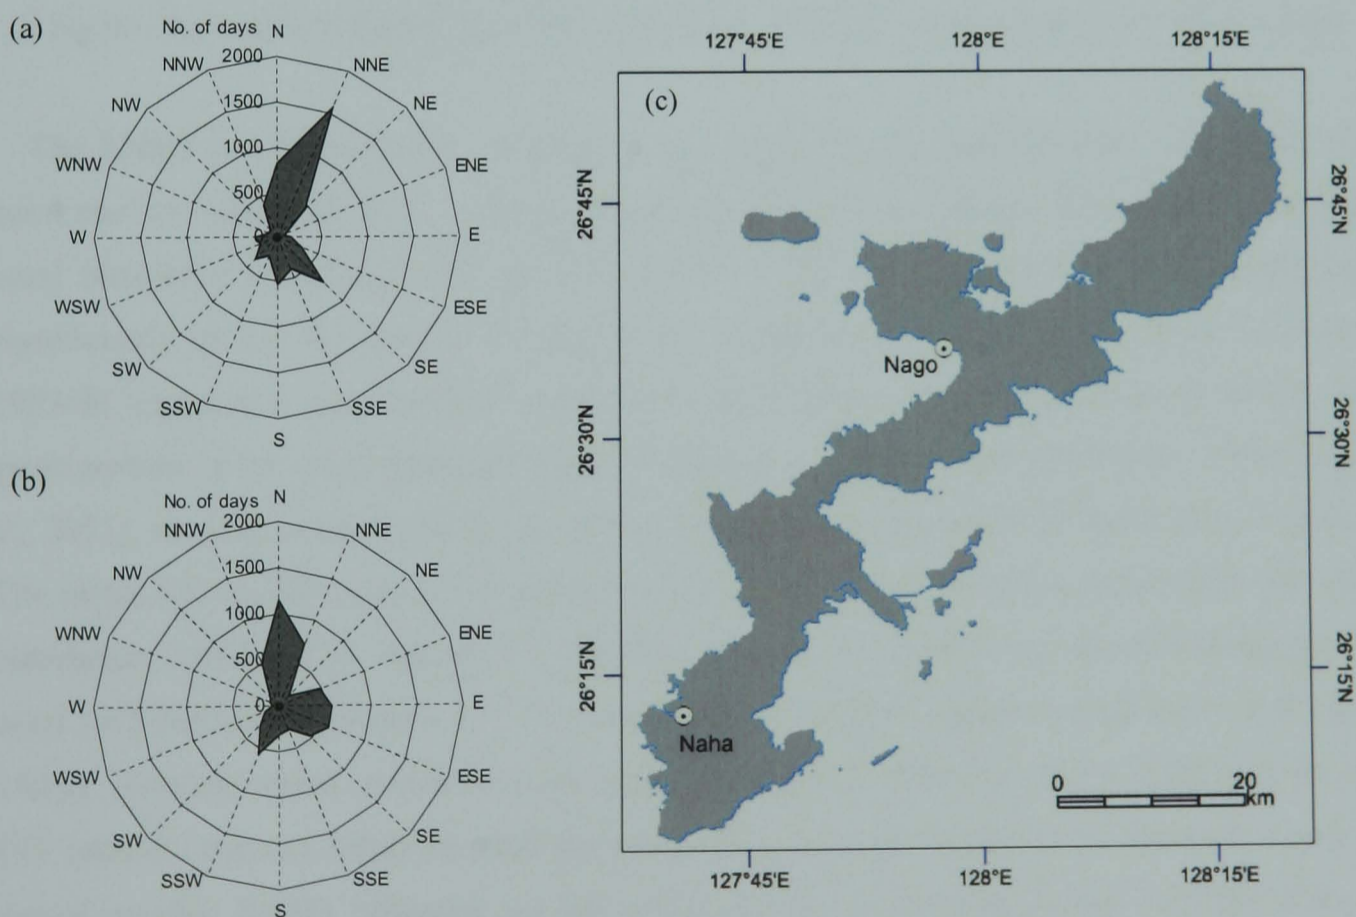 (a)
No. of days
N
2000
NNW
NNE
1500
NW
NE
1000
WNW
ENE
500
W
0
E
WSW
ESE
SW
SE
SSW
SSE
S
(b)
No. of days
N
2000
NNW
NNE
1500
NW
NE
1000
WNW
ENE
500
W
0
E
WSW
ESE
SW
SE
SSW
SSE
S
127°45'E 128°E 128°15'E
(c)
26°45'N
26°45'N
Nago
26°30'N
26°30'N
26°15'N
26°15'N
Naha
0 20
km
127°45'E 128°E 128°15'E